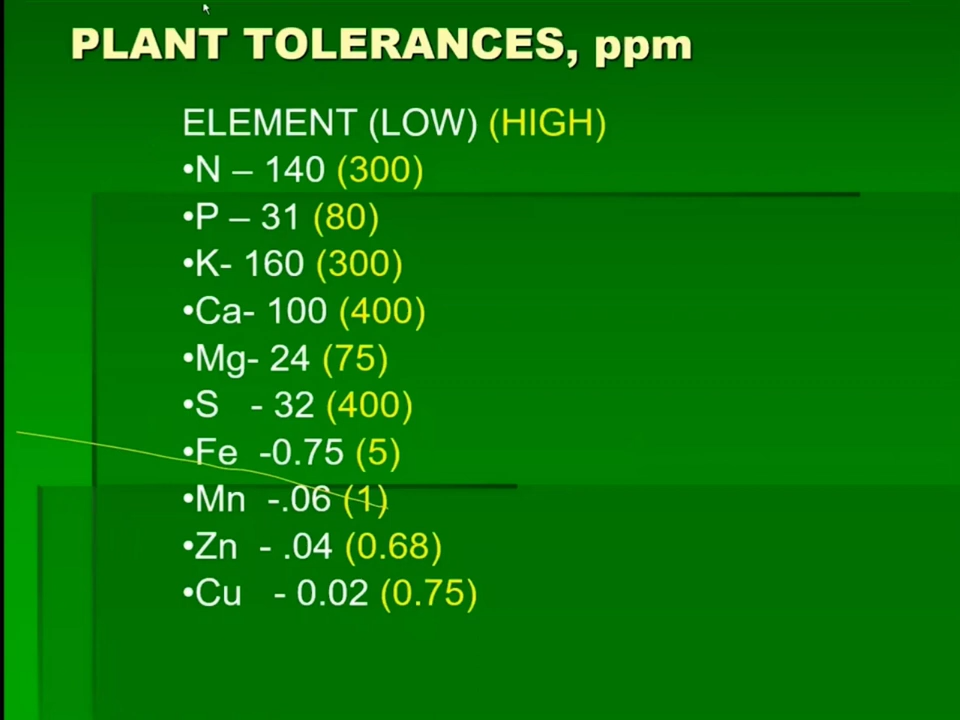 PLANT TOLERANCES, ppm
ELEMENT (LOW) (HIGH)
•N – 140 (300)
•P – 31 (80)
•K- 160 (300)
•Ca- 100 (400)
•Mg- 24 (75)
•S - 32 (400)
•Fe -0.75 (5)
•Mn -.06 (1)
•Zn - .04 (0.68)
•Cu - 0.02 (0.75)